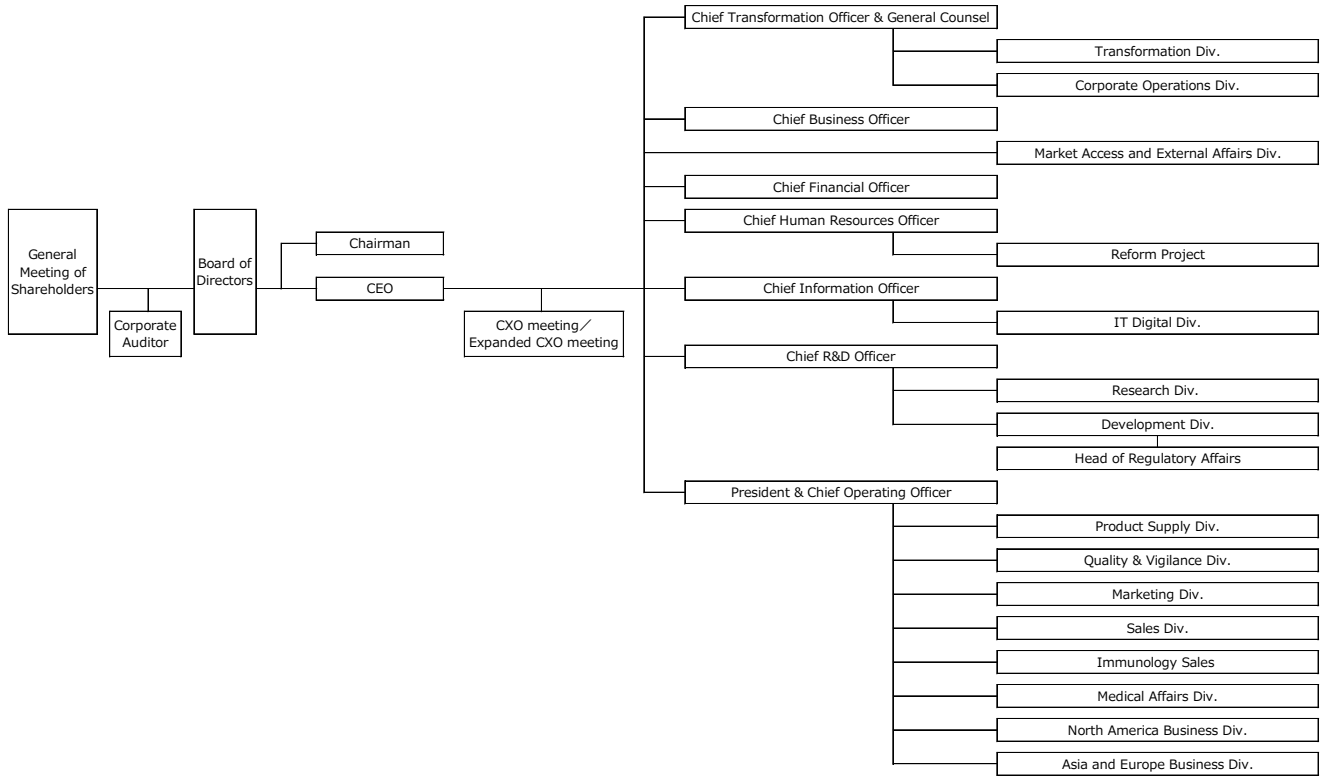 General
Meeting of
Shareholders
Corporate
Auditor
Board of
Directors
Chairman
CEO
CXO meeting／
Expanded CXO meeting
Chief Transformation Officer & General Counsel
Transformation Div.
Corporate Operations Div.
Chief Business Officer
Market Access and External Affairs Div.
Chief Financial Officer
Chief Human Resources Officer
Reform Project
Chief Information Officer
IT Digital Div.
Chief R&D Officer
Research Div.
Development Div.
Head of Regulatory Affairs
President & Chief Operating Officer
Product Supply Div.
Quality & Vigilance Div.
Marketing Div.
Sales Div.
Immunology Sales
Medical Affairs Div.
North America Business Div.
Asia and Europe Business Div.